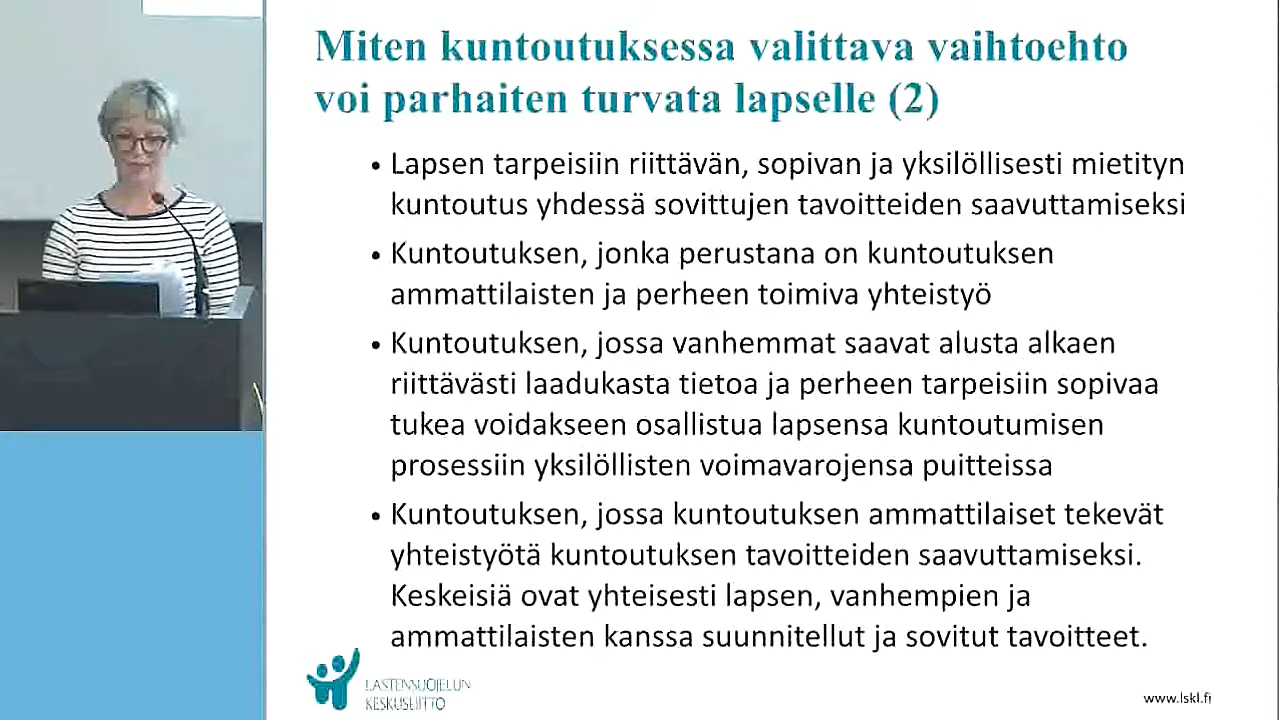 Miten kuntoutuksessa valittava vaihtoehto
voi parhaiten turvata lapselle (2)
• Lapsen tarpeisiin riittävän, sopivan ja yksilöllisesti mietityn
kuntoutus yhdessä sovittujen tavoitteiden saavuttamiseksi
• Kuntoutuksen, jonka perustana on kuntoutuksen
ammattilaisten ja perheen toimiva yhteistyö
• Kuntoutuksen, jossa vanhemmat saavat alusta alkaen
riittävästi laadukasta tietoa ja perheen tarpeisiin sopivaa
tukea voidakseen osallistua lapsensa kuntoutumisen
prosessiin yksilöllisten voimavarojensa puitteissa
• Kuntoutuksen, jossa kuntoutuksen ammattilaiset tekevät
yhteistyötä kuntoutuksen tavoitteiden saavuttamiseksi.
Keskeisiä ovat yhteisesti lapsen, vanhempien ja
ammattilaisten kanssa suunnitellut ja sovitut tavoitteet.
LASTENSUOJELUN
KESKUSLIITTO
www.lskl.fi